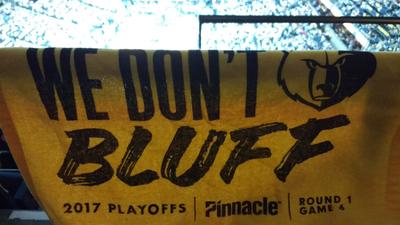 WE DON'T
BLUFF
2017 PLAYOFFS | Pinnacle | ROUND 1
GAME 4